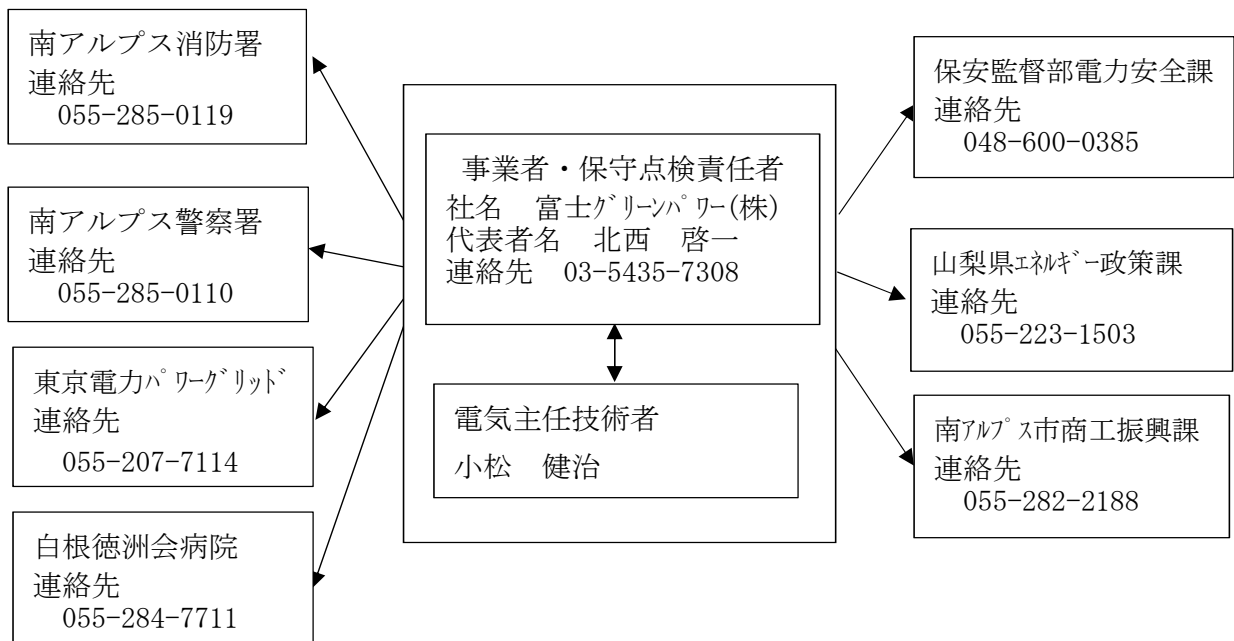 南アルプス消防署
連絡先
055-285-0119
南アルプス警察署
連絡先
055-285-0110
東京電力ﾊﾟﾜｰｸﾞﾘｯﾄﾞ
連絡先
055-207-7114
白根徳洲会病院
連絡先
055-284-7711
事業者・保守点検責任者
社名　富士ｸﾞﾘｰﾝﾊﾟﾜｰ(株)
代表者名　北西　啓一
連絡先　03-5435-7308
電気主任技術者
小松　健治
保安監督部電力安全課
連絡先
048-600-0385
山梨県ｴﾈﾙｷﾞｰ政策課
連絡先
055-223-1503
南ｱﾙﾌﾟｽ市商工振興課
連絡先
055-282-2188